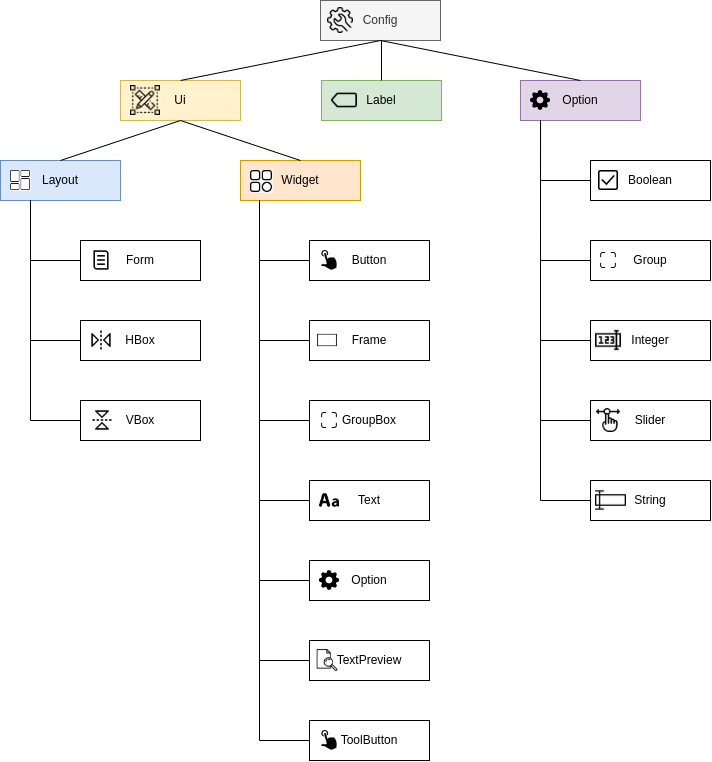 Config
Ui
Label
Option
Layout
Widget
Boolean
Form
Button
Group
HBox
Frame
123
Integer
VBox
GroupBox
Slider
Aa
Text
String
Option
TextPreview
ToolButton